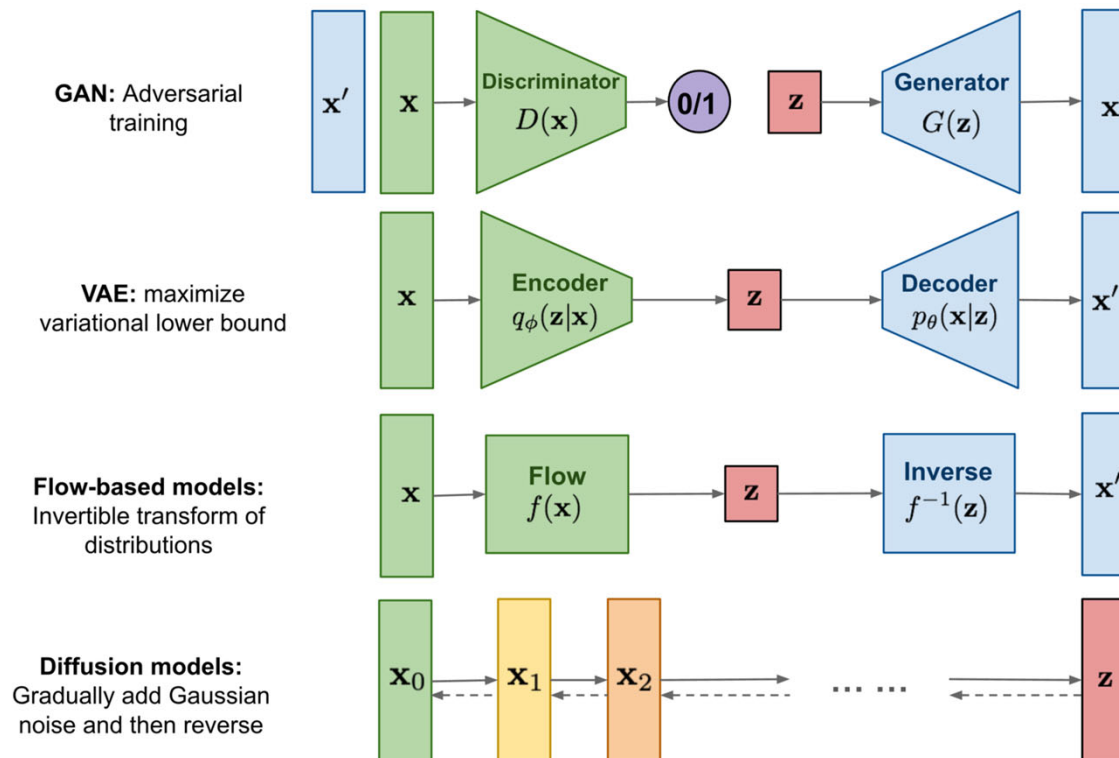 GAN: Adversarial
training
x′
x
Discriminator
D(x)
0/1
z
Generator
G(z)
x
VAE: maximize
variational lower bound
x
Encoder
qϕ(z|x)
z
Decoder
pθ(x|z)
x′
Flow-based models:
Invertible transform of
distributions
x
Flow
f(x)
z
Inverse
f⁻¹(z)
x′
Diffusion models:
Gradually add Gaussian
noise and then reverse
x₀
x₁
x₂
... ...
z